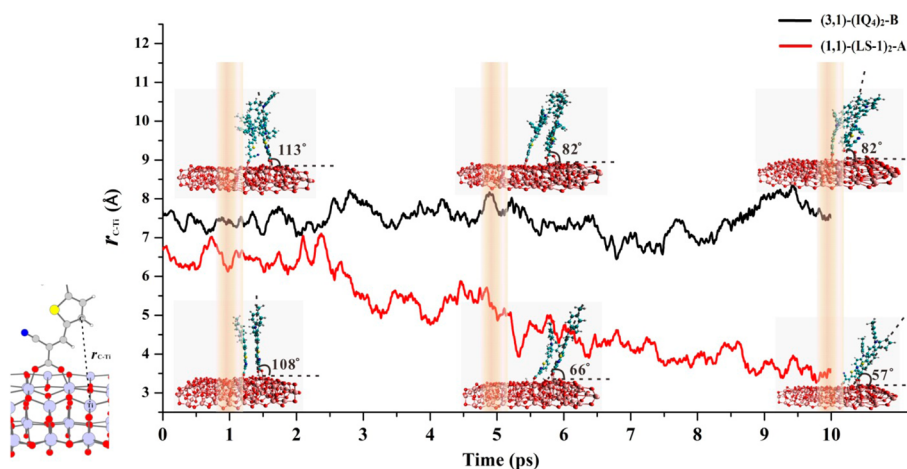 (3,1)-(IQ₄)₂-B
(1,1)-(LS-1)₂-A
12
11
10
9
8
7
6
5
4
3
r C-Ti (Å)
113°
82°
82°
108°
66°
57°
r C-Ti
Ti
0 1 2 3 4 5 6 7 8 9 10
Time (ps)